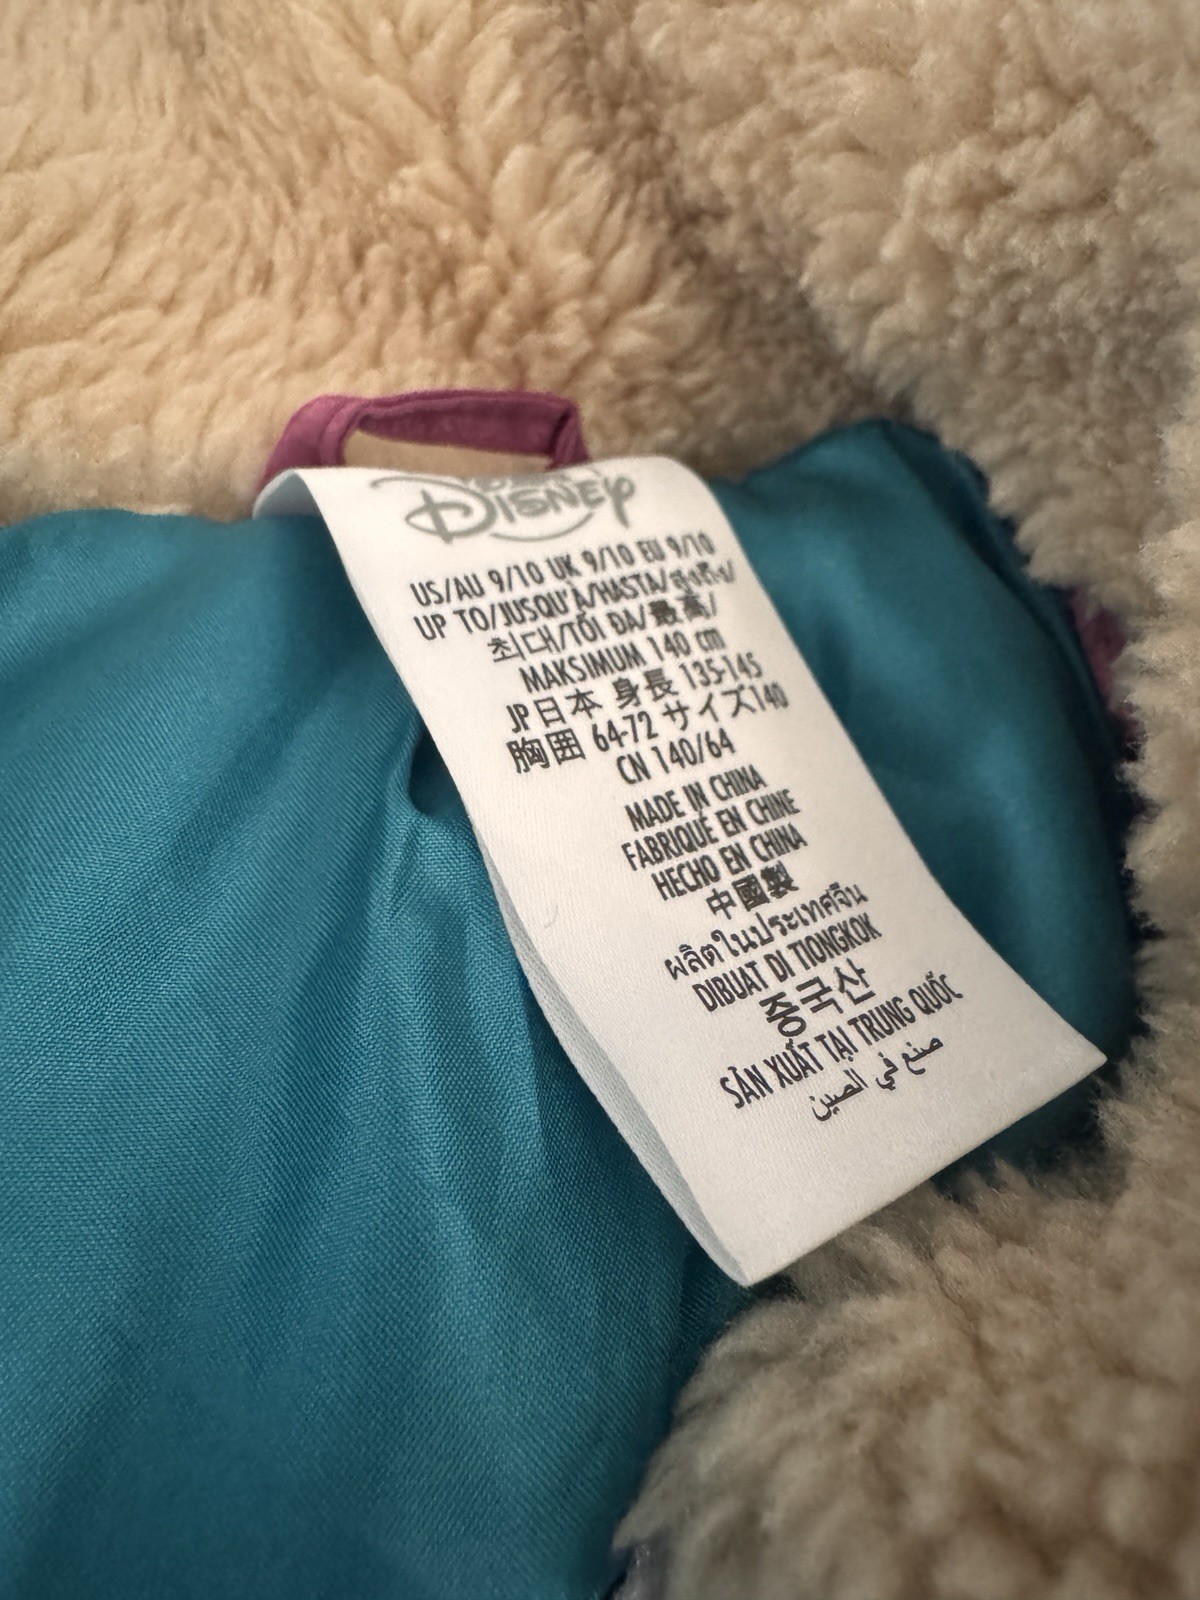 Disney
US/AU 9/10 UK 9/10 EU 9/10
UP TO/JUSQU'À/HASTA/สูงถึง/
최대/TỐI ĐA/最高/
MAKSIMUM 140 cm
JP日本 身長 135-145
胸囲 64-72 サイズ140
CN 140/64
MADE IN CHINA
FABRIQUÉ EN CHINE
HECHO EN CHINA
中國製
ผลิตในประเทศจีน
DIBUAT DI TIONGKOK
중국산
SẢN XUẤT TẠI TRUNG QUỐC
صنع في الصين